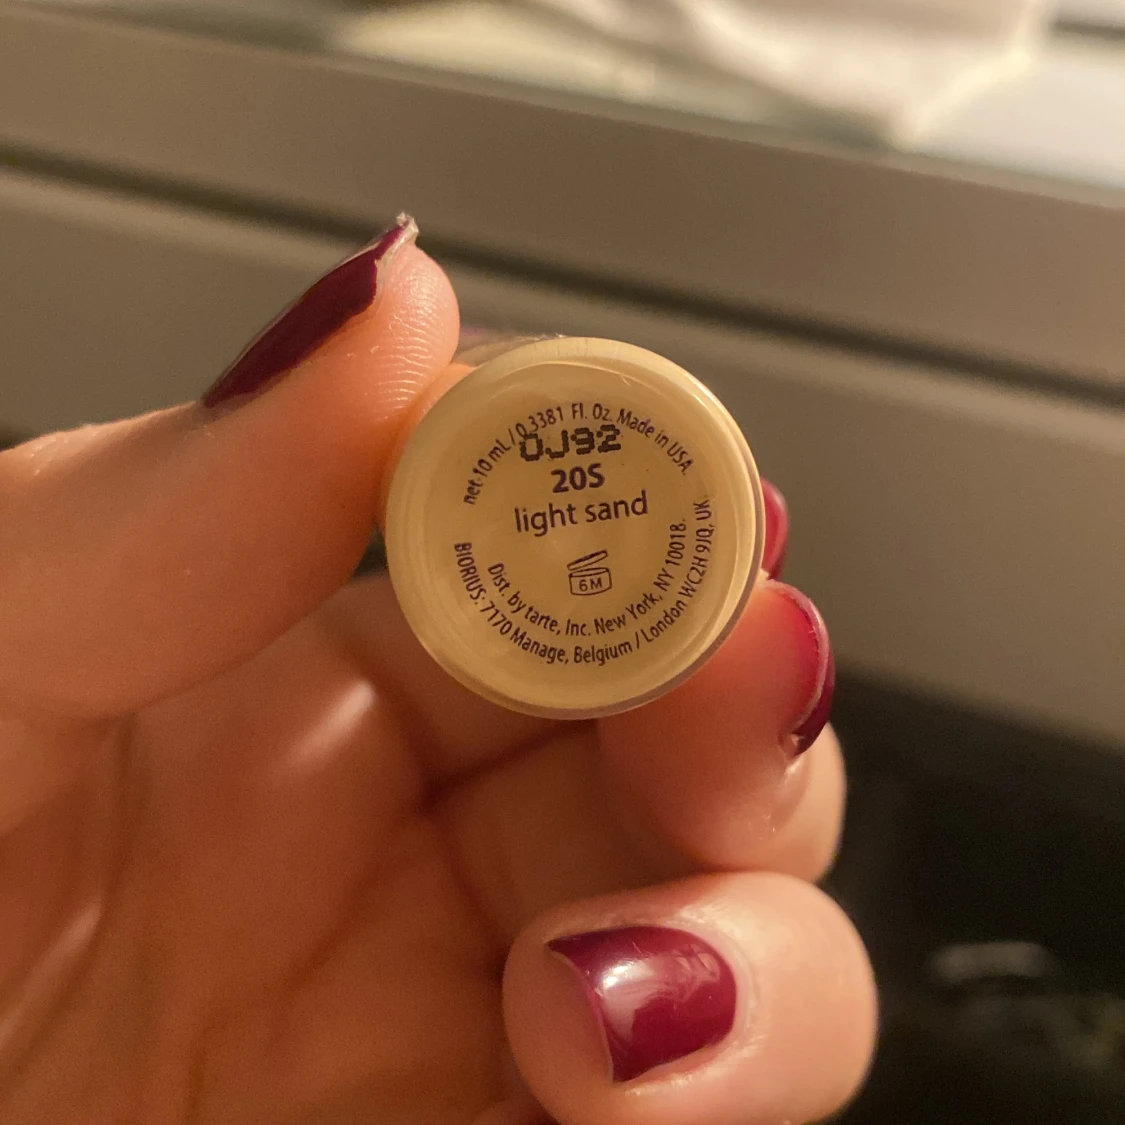 net 10 mL / 0.3381 Fl. Oz. Made in USA.
0J92
20S
light sand
6M
Dist. by tarte, Inc. New York, NY 10018.
BIORIUS: 7170 Manage, Belgium / London WC2H 9JQ, UK